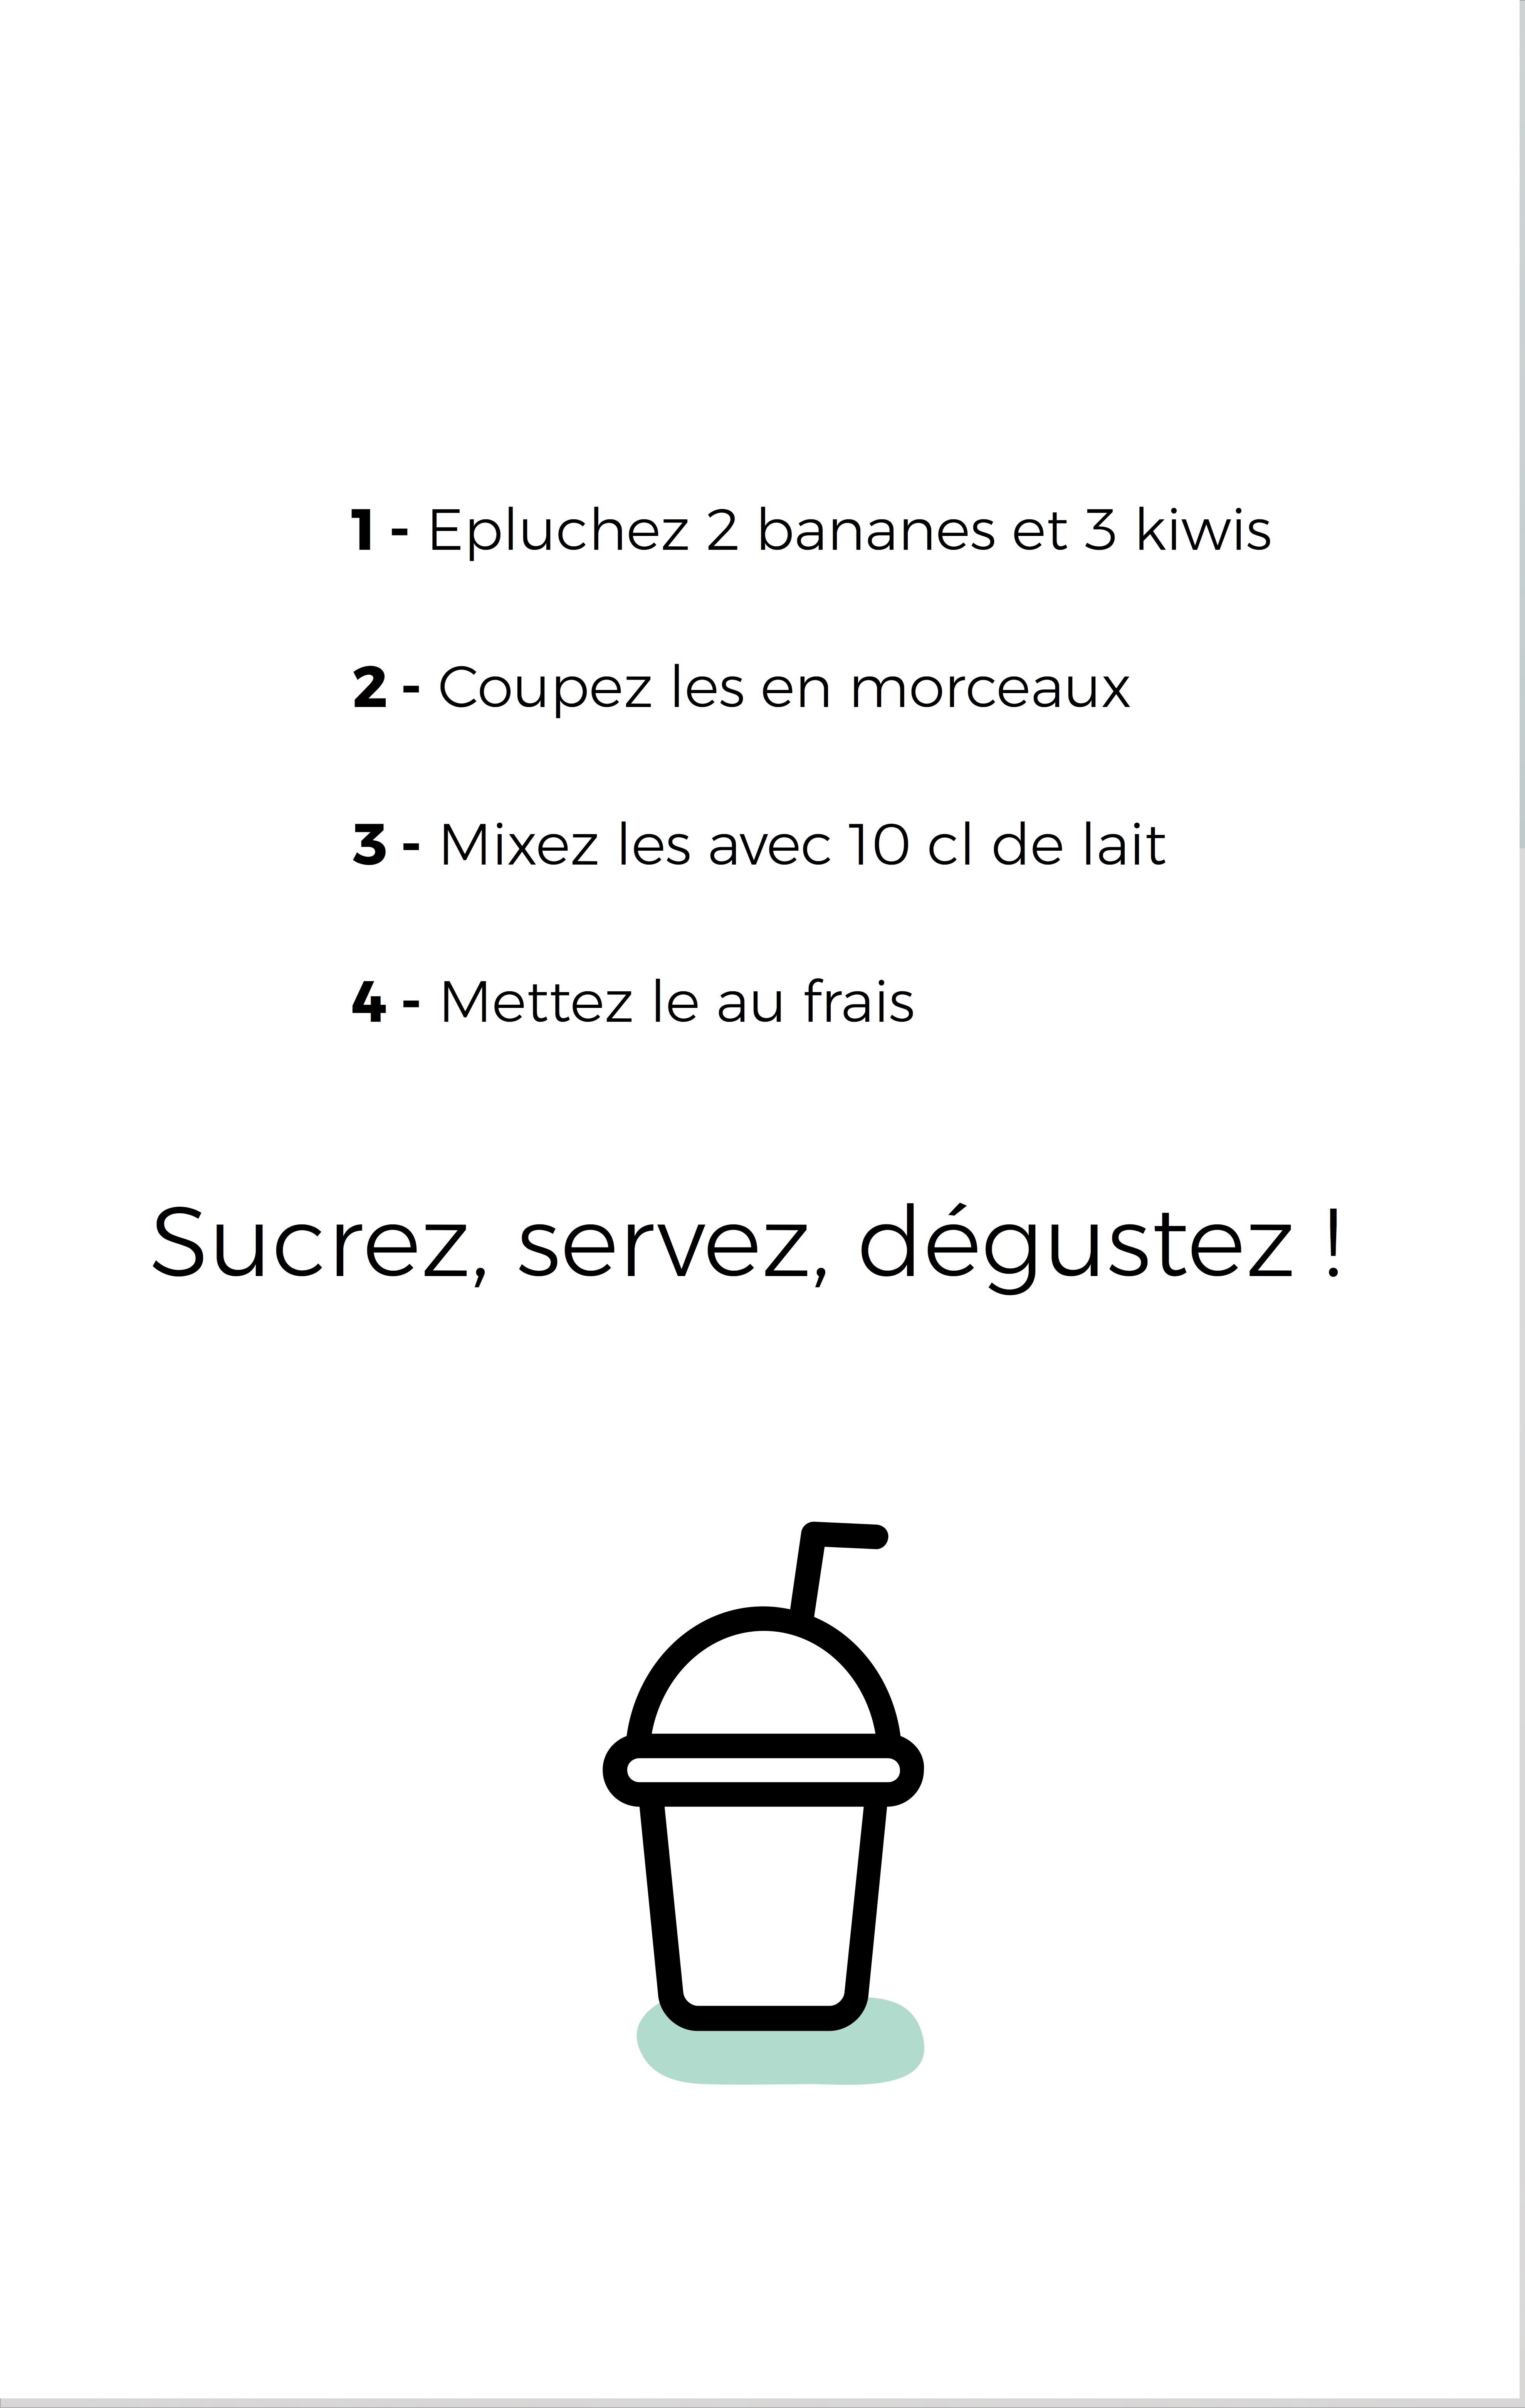 1 - Epluchez 2 bananes et 3 kiwis
2 - Coupez les en morceaux
3 - Mixez les avec 10 cl de lait
4 - Mettez le au frais
Sucrez, servez, dégustez !